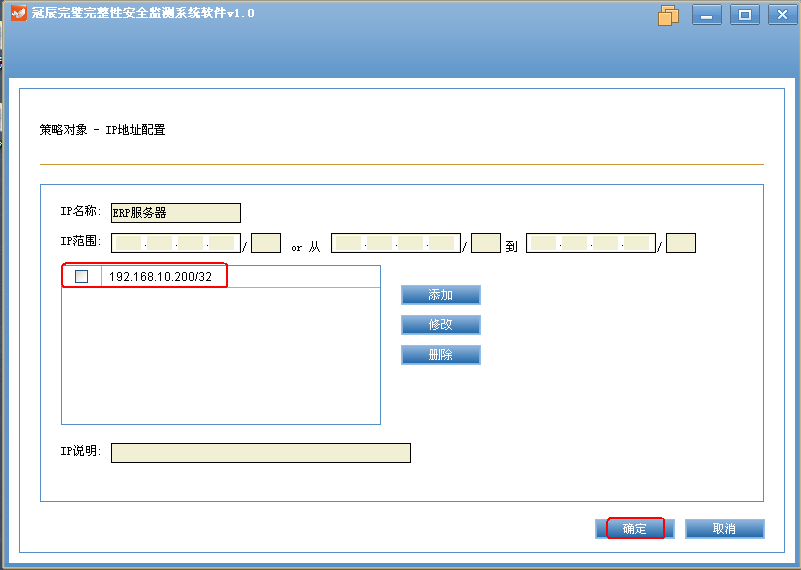 冠辰完璧完整性安全监测系统软件v1.0
策略对象 - IP地址配置
IP名称: ERP服务器
IP范围: . . . / or 从 . . . / 到 . . . /
192.168.10.200/32
添加
修改
删除
IP说明:
确定 取消